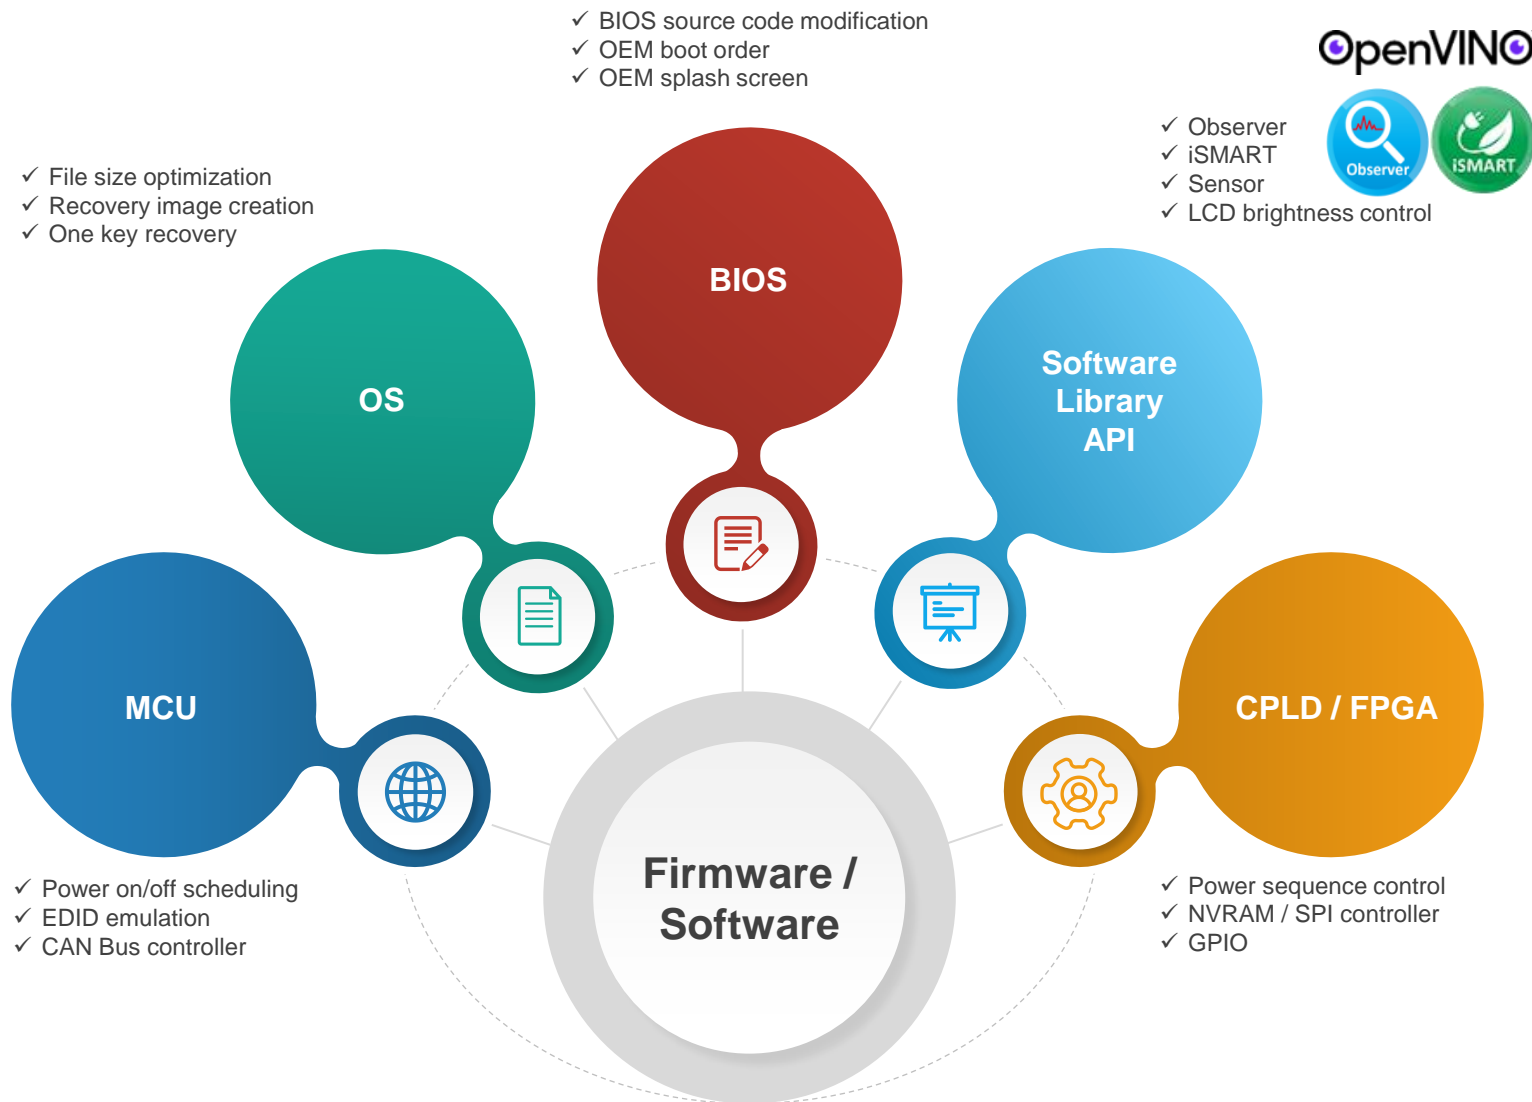 BIOS source code modification
OEM boot order
OEM splash screen
OpenVINO
Observer
iSMART
Sensor
LCD brightness control
Observer
iSMART
File size optimization
Recovery image creation
One key recovery
BIOS
OS
Software
Library
API
MCU
CPLD / FPGA
Firmware /
Software
Power on/off scheduling
EDID emulation
CAN Bus controller
Power sequence control
NVRAM / SPI controller
GPIO